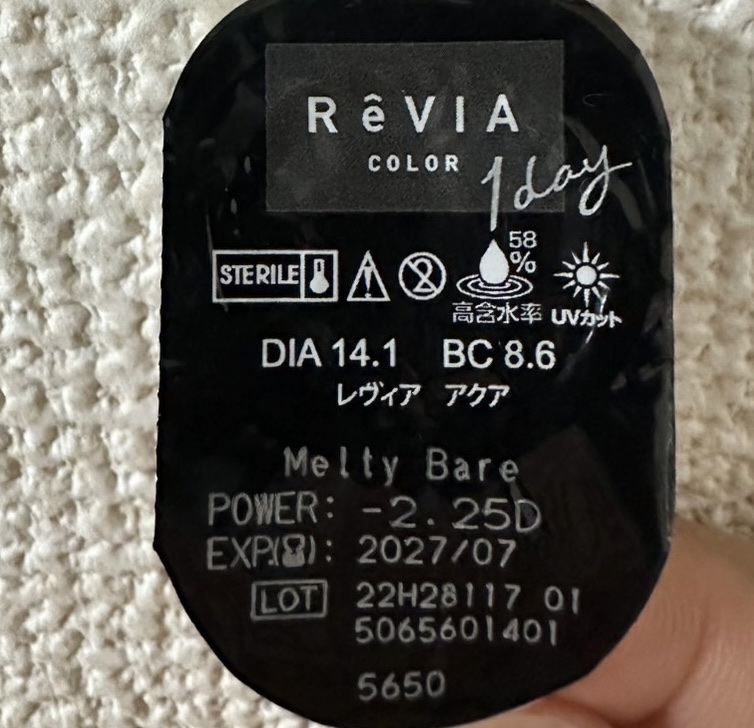 ReVIA
COLOR 1day
STERILE 58%
高含水率 UVカット
DIA 14.1 BC 8.6
レヴィア アクア
Melty Bare
POWER: -2.25D
EXP.(⌛): 2027/07
LOT 22H28117 01
5065601401
5650